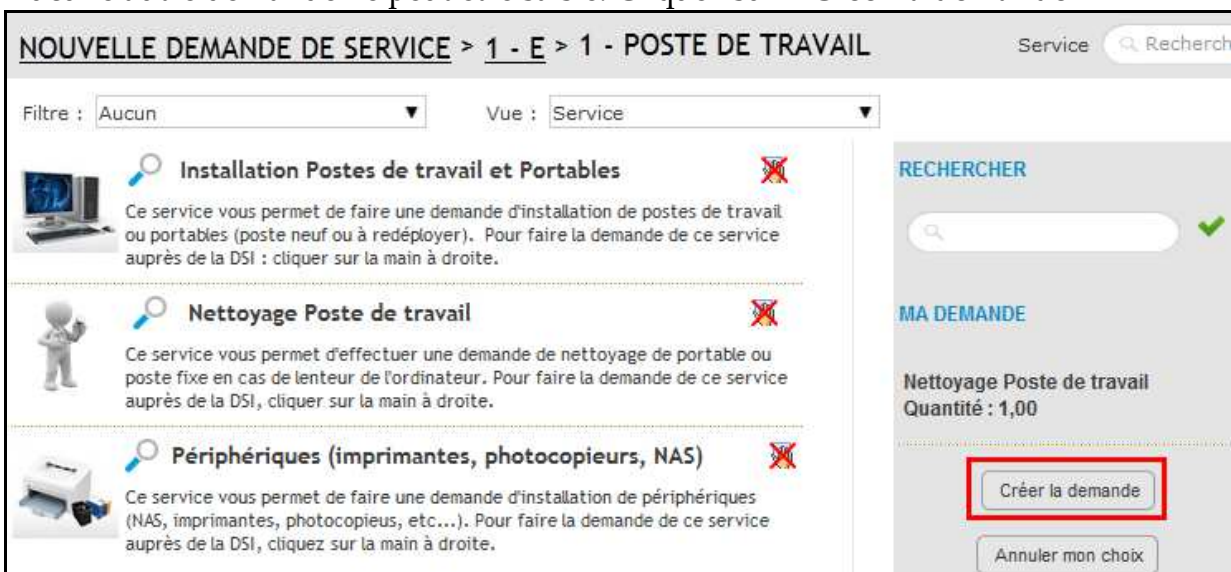 NOUVELLE DEMANDE DE SERVICE > 1 - E > 1 - POSTE DE TRAVAIL
Service
Recherch
Filtre : Aucun
Vue : Service
Installation Postes de travail et Portables
Ce service vous permet de faire une demande d'installation de postes de travail
ou portables (poste neuf ou à redéployer). Pour faire la demande de ce service
auprès de la DSI : cliquer sur la main à droite.
Nettoyage Poste de travail
Ce service vous permet d'effectuer une demande de nettoyage de portable ou
poste fixe en cas de lenteur de l'ordinateur. Pour faire la demande de ce service
auprès de la DSI, cliquer sur la main à droite.
Périphériques (imprimantes, photocopieurs, NAS)
Ce service vous permet de faire une demande d'installation de périphériques
(NAS, imprimantes, photocopieus, etc...). Pour faire la demande de ce service
auprès de la DSI, cliquez sur la main à droite.
RECHERCHER
MA DEMANDE
Nettoyage Poste de travail
Quantité : 1,00
Créer la demande
Annuler mon choix